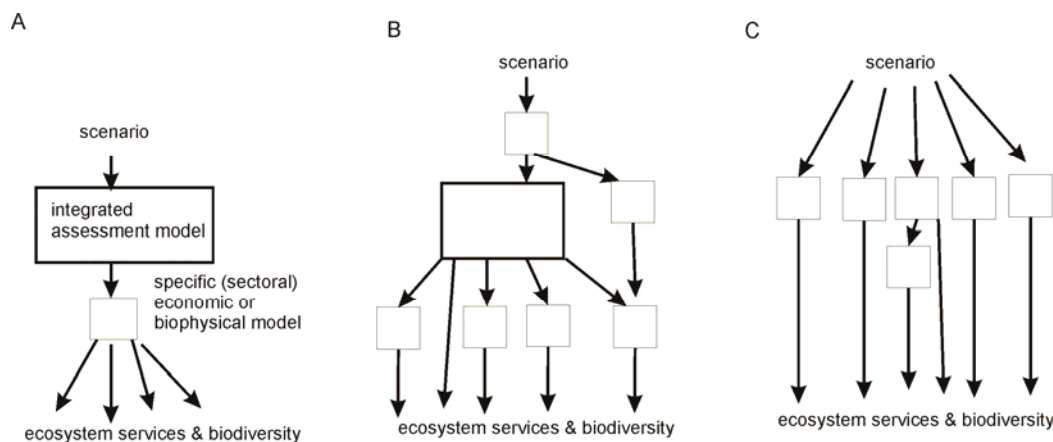 A
scenario
integrated
assessment model
specific (sectoral)
economic or
biophysical model
ecosystem services & biodiversity
B
scenario
ecosystem services & biodiversity
C
scenario
ecosystem services & biodiversity